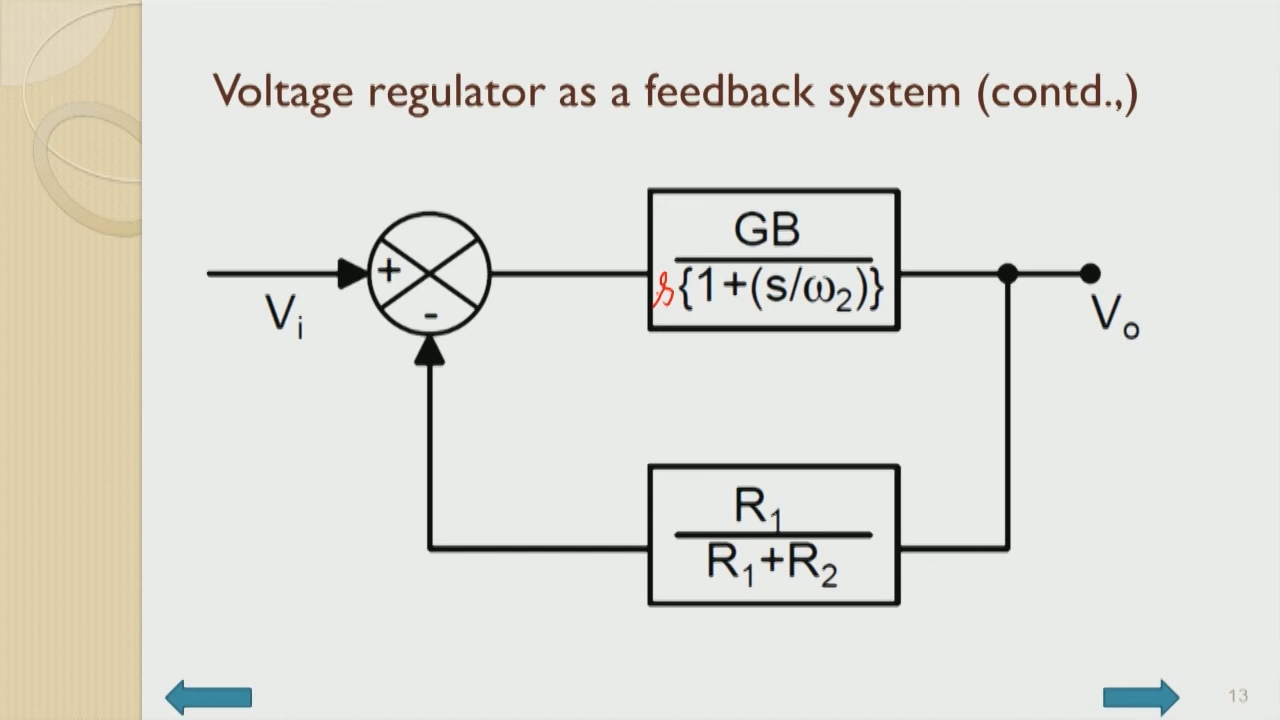 Voltage regulator as a feedback system (contd.,)
GB
s{1+(s/ω₂)}
+
-
Vᵢ
Vₒ
R₁
R₁+R₂
13